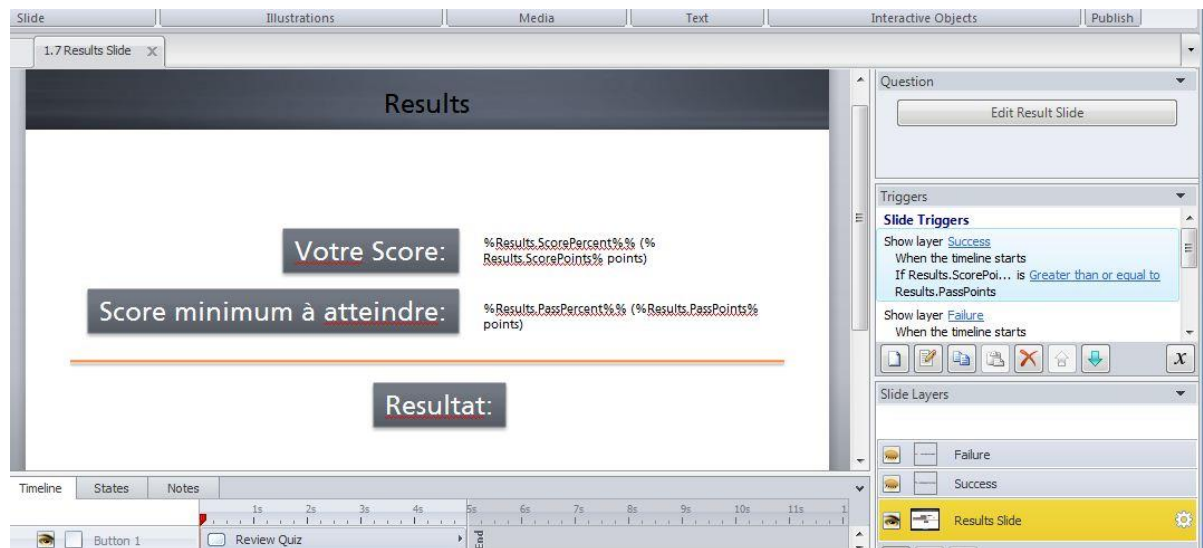 Slide Illustrations Media Text Interactive Objects Publish
1.7 Results Slide
Results
Votre Score:
%Results.ScorePercent%% (%
Results.ScorePoints% points)
Score minimum à atteindre:
%Results.PassPercent%% (%Results.PassPoints%
points)
Resultat:
Question
Edit Result Slide
Triggers
Slide Triggers
Show layer Success
When the timeline starts
If Results.ScorePoi... is Greater than or equal to
Results.PassPoints
Show layer Failure
When the timeline starts
x
Slide Layers
Failure
Success
Results Slide
Timeline States Notes
1s 2s 3s 4s 5s 6s 7s 8s 9s 10s 11s 1
Button 1 Review Quiz End